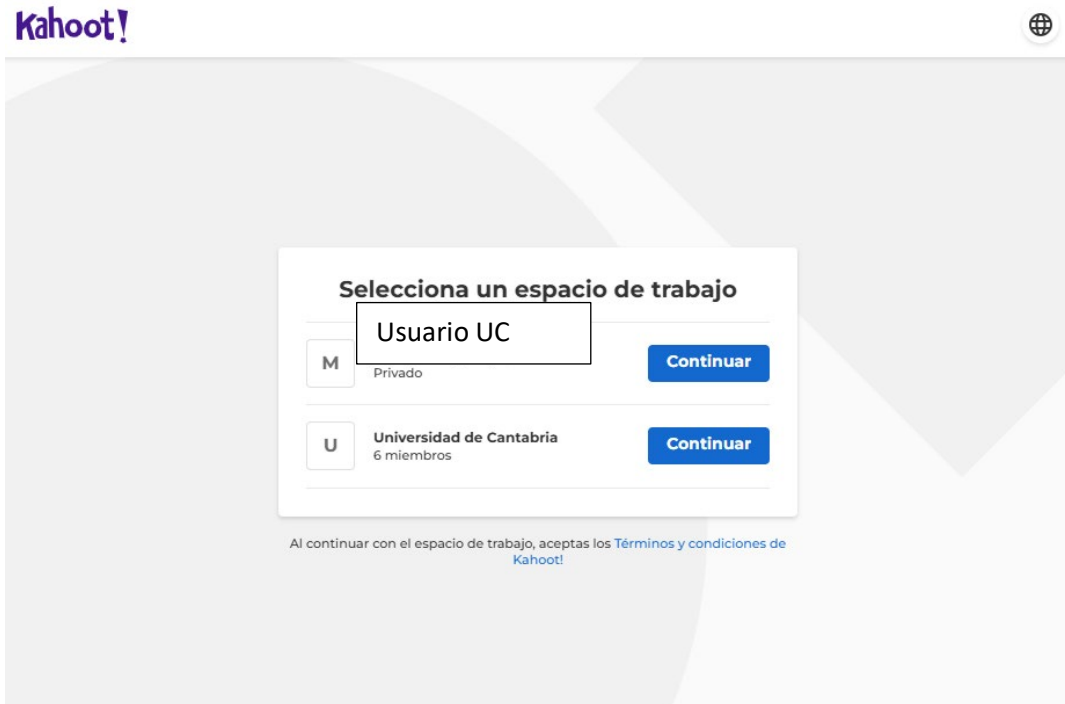 Kahoot!
Selecciona un espacio de trabajo
Usuario UC
M
Privado
Continuar
U
Universidad de Cantabria
6 miembros
Continuar
Al continuar con el espacio de trabajo, aceptas los Términos y condiciones de
Kahoot!